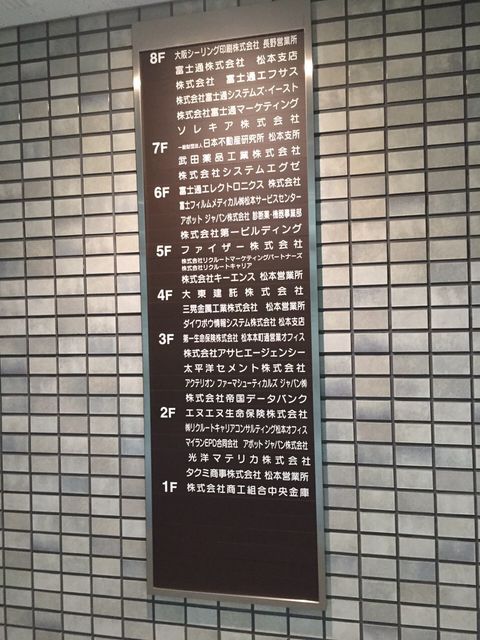 8F 大阪シーリング印刷株式会社 長野営業所
富士通株式会社 松本支店
株式会社 富士通エフサス
株式会社富士通システムズ・イースト
株式会社富士通マーケティング
ソレキア株式会社
7F 一般財団法人日本不動産研究所 松本支所
武田薬品工業株式会社
株式会社システムエグゼ
6F 富士通エレクトロニクス 株式会社
富士フイルムメディカル㈱松本サービスセンター
アボット ジャパン株式会社 診断薬・機器事業部
株式会社第一ビルディング
5F ファイザー株式会社
株式会社リクルートマーケティングパートナーズ
株式会社リクルートキャリア
株式会社キーエンス 松本営業所
4F 大東建託株式会社
三晃金属工業株式会社 松本営業所
ダイワボウ情報システム株式会社 松本支店
3F 第一生命保険株式会社 松本本町通営業オフィス
株式会社アサヒエージェンシー
太平洋セメント株式会社
アクテリオン ファーマシューティカルズ ジャパン㈱
株式会社帝国データバンク
2F エヌエヌ生命保険株式会社
㈱リクルートキャリアコンサルティング松本オフィス
マイランEPD合同会社 アボット ジャパン株式会社
光洋マテリカ株式会社
タクミ商事株式会社 松本営業所
1F 株式会社商工組合中央金庫